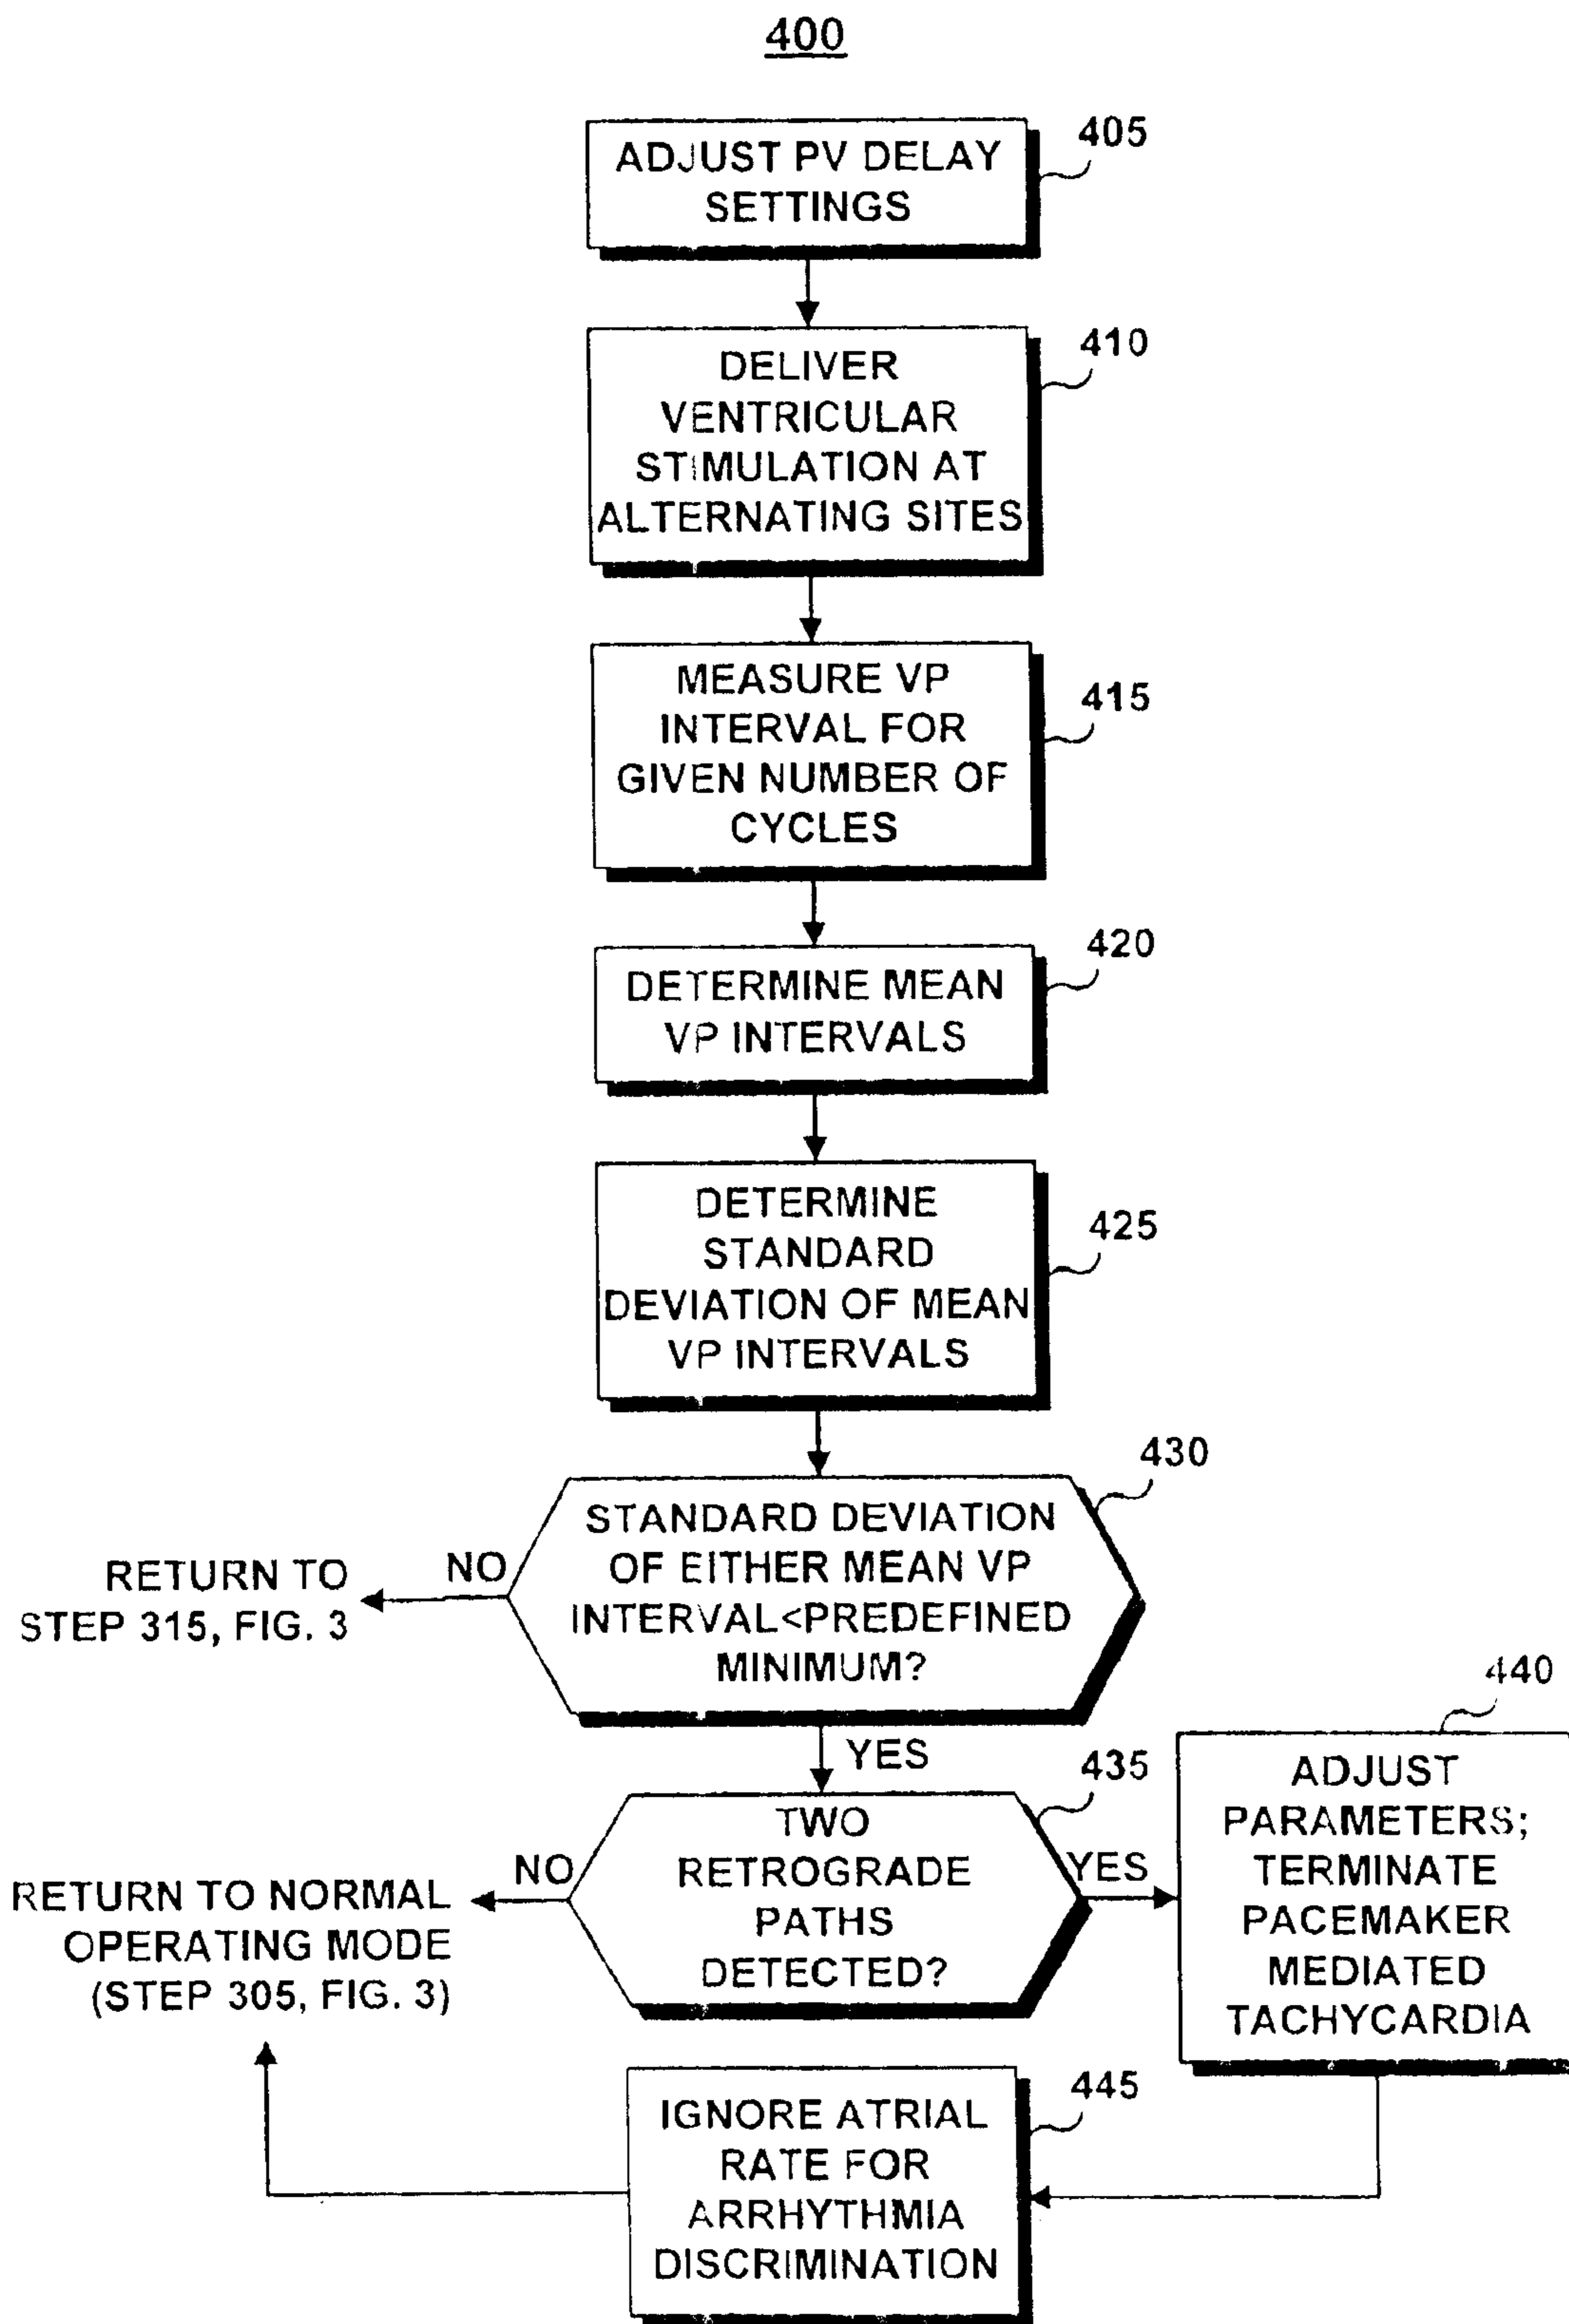 400
ADJUST PV DELAY
SETTINGS
405
DELIVER
VENTRICULAR
STIMULATION AT
ALTERNATING SITES
410
MEASURE VP
INTERVAL FOR
GIVEN NUMBER OF
CYCLES
415
DETERMINE MEAN
VP INTERVALS
420
DETERMINE
STANDARD
DEVIATION OF MEAN
VP INTERVALS
425
STANDARD DEVIATION
OF EITHER MEAN VP
INTERVAL<PREDEFINED
MINIMUM?
430
NO
RETURN TO
STEP 315, FIG. 3
YES
TWO
RETROGRADE
PATHS
DETECTED?
435
NO
RETURN TO NORMAL
OPERATING MODE
(STEP 305, FIG. 3)
YES
440
ADJUST
PARAMETERS;
TERMINATE
PACEMAKER
MEDIATED
TACHYCARDIA
IGNORE ATRIAL
RATE FOR
ARRHYTHMIA
DISCRIMINATION
445